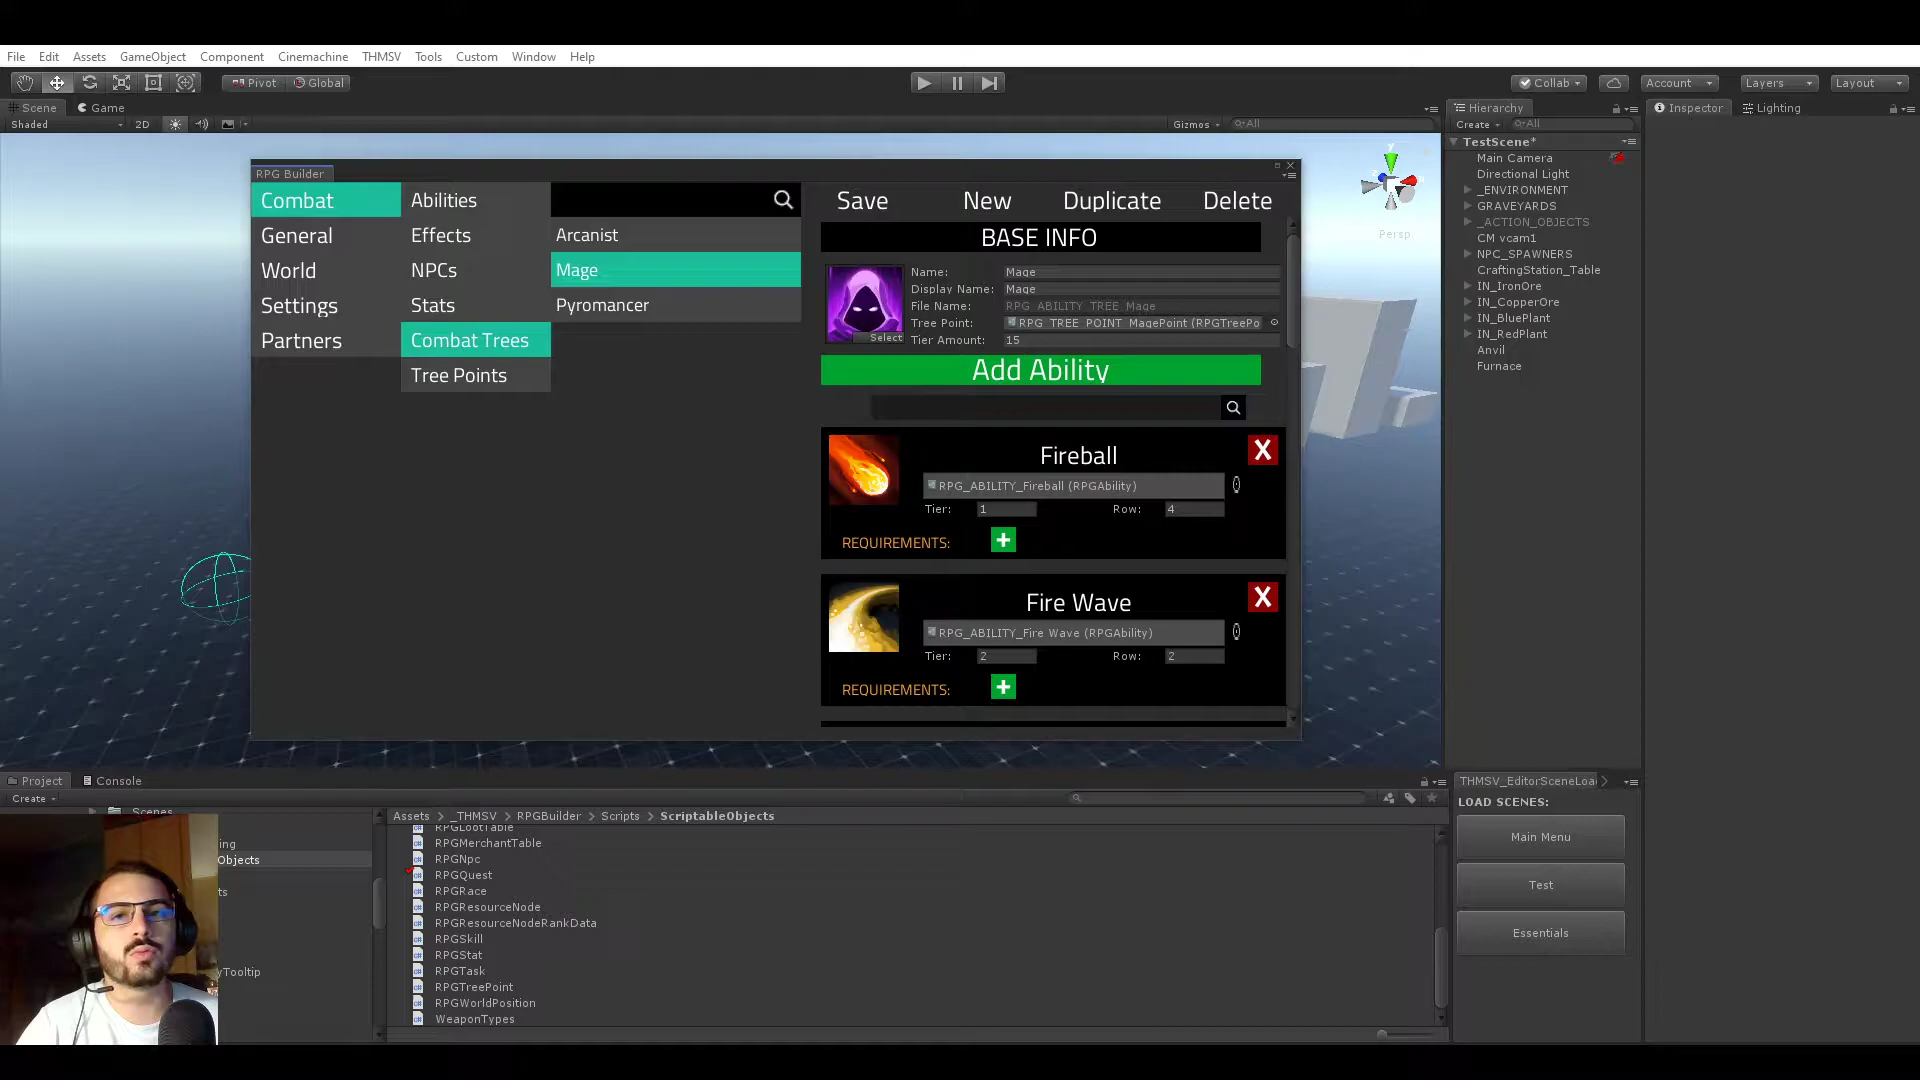 File Edit Assets GameObject Component Cinemachine THMSV Tools Custom Window Help
Pivot Global Collab Account Layers Layout
Scene Game
Shaded 2D Gizmos All
RPG Builder
Combat
General
World
Settings
Partners
Abilities
Effects
NPCs
Stats
Combat Trees
Tree Points
Arcanist
Mage
Pyromancer
Save New Duplicate Delete
BASE INFO
Select
Name: Mage
Display Name: Mage
File Name: RPG_ABILITY_TREE_Mage
Tree Point: RPG_TREE_POINT_MagePoint (RPGTreePo
Tier Amount: 15
Add Ability
Fireball
X
RPG_ABILITY_Fireball (RPGAbility)
Tier: 1 Row: 4
REQUIREMENTS: +
Fire Wave
X
RPG_ABILITY_Fire Wave (RPGAbility)
Tier: 2 Row: 2
REQUIREMENTS: +
y
Persp
Hierarchy
Create All
TestScene*
Main Camera
Directional Light
_ENVIRONMENT
GRAVEYARDS
_ACTION_OBJECTS
CM vcam1
NPC_SPAWNERS
CraftingStation_Table
IN_IronOre
IN_CopperOre
IN_BluePlant
IN_RedPlant
Anvil
Furnace
Inspector Lighting
Project Console
Create
Scenes
ing
Objects
ts
yTooltip
Assets > _THMSV > RPGBuilder > Scripts > ScriptableObjects
RPGLootTable
RPGMerchantTable
RPGNpc
RPGQuest
RPGRace
RPGResourceNode
RPGResourceNodeRankData
RPGSkill
RPGStat
RPGTask
RPGTreePoint
RPGWorldPosition
WeaponTypes
THMSV_EditorSceneLoa
LOAD SCENES:
Main Menu
Test
Essentials